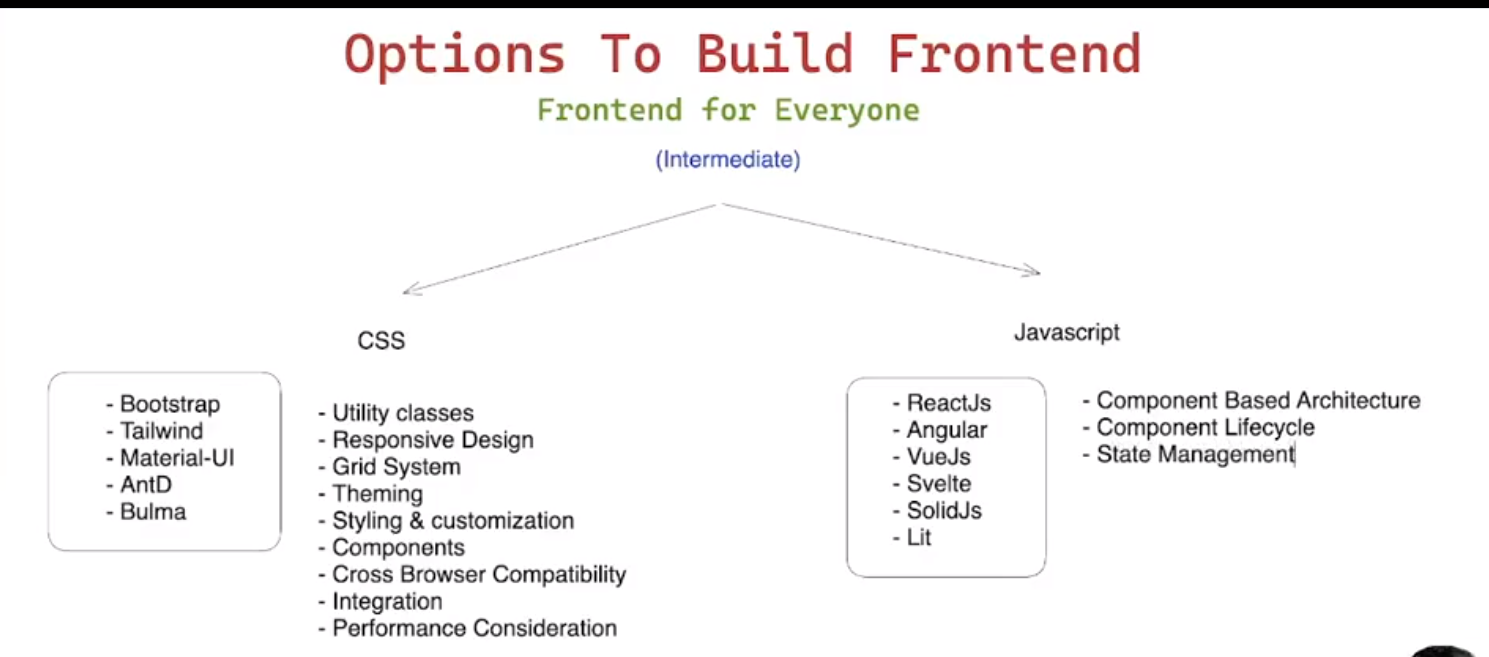 Options To Build Frontend
Frontend for Everyone
(Intermediate)
CSS
- Bootstrap
- Tailwind
- Material-UI
- AntD
- Bulma
- Utility classes
- Responsive Design
- Grid System
- Theming
- Styling & customization
- Components
- Cross Browser Compatibility
- Integration
- Performance Consideration
Javascript
- ReactJs
- Angular
- VueJs
- Svelte
- SolidJs
- Lit
- Component Based Architecture
- Component Lifecycle
- State Management